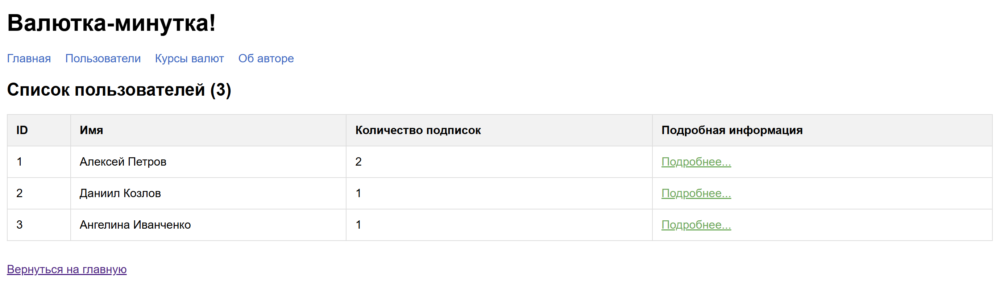 Валютка-минутка!
Главная Пользователи Курсы валют Об авторе
Список пользователей (3)
ID Имя Количество подписок Подробная информация
1 Алексей Петров 2 Подробнее...
2 Даниил Козлов 1 Подробнее...
3 Ангелина Иванченко 1 Подробнее...
Вернуться на главную